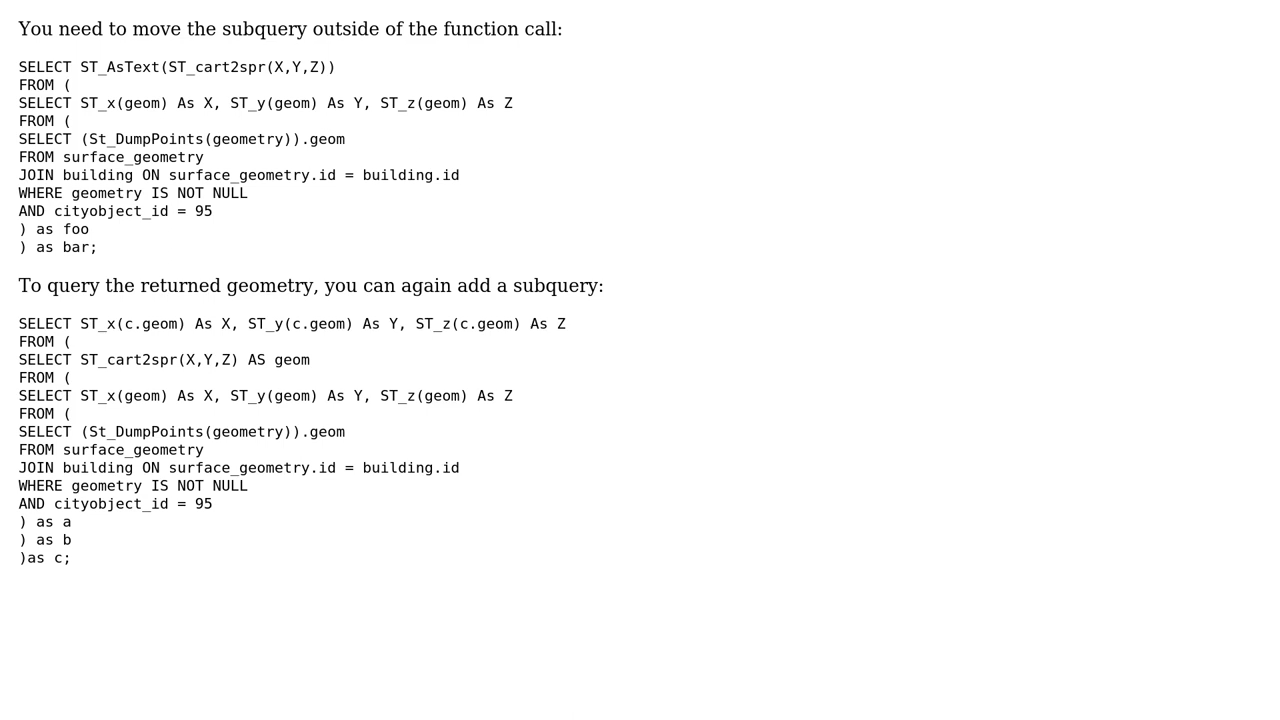 You need to move the subquery outside of the function call:
SELECT ST_AsText(ST_cart2spr(X,Y,Z))
FROM (
SELECT ST_x(geom) As X, ST_y(geom) As Y, ST_z(geom) As Z
FROM (
SELECT (St_DumpPoints(geometry)).geom
FROM surface_geometry
JOIN building ON surface_geometry.id = building.id
WHERE geometry IS NOT NULL
AND cityobject_id = 95
) as foo
) as bar;
To query the returned geometry, you can again add a subquery:
SELECT ST_x(c.geom) As X, ST_y(c.geom) As Y, ST_z(c.geom) As Z
FROM (
SELECT ST_cart2spr(X,Y,Z) AS geom
FROM (
SELECT ST_x(geom) As X, ST_y(geom) As Y, ST_z(geom) As Z
FROM (
SELECT (St_DumpPoints(geometry)).geom
FROM surface_geometry
JOIN building ON surface_geometry.id = building.id
WHERE geometry IS NOT NULL
AND cityobject_id = 95
) as a
) as b
)as c;